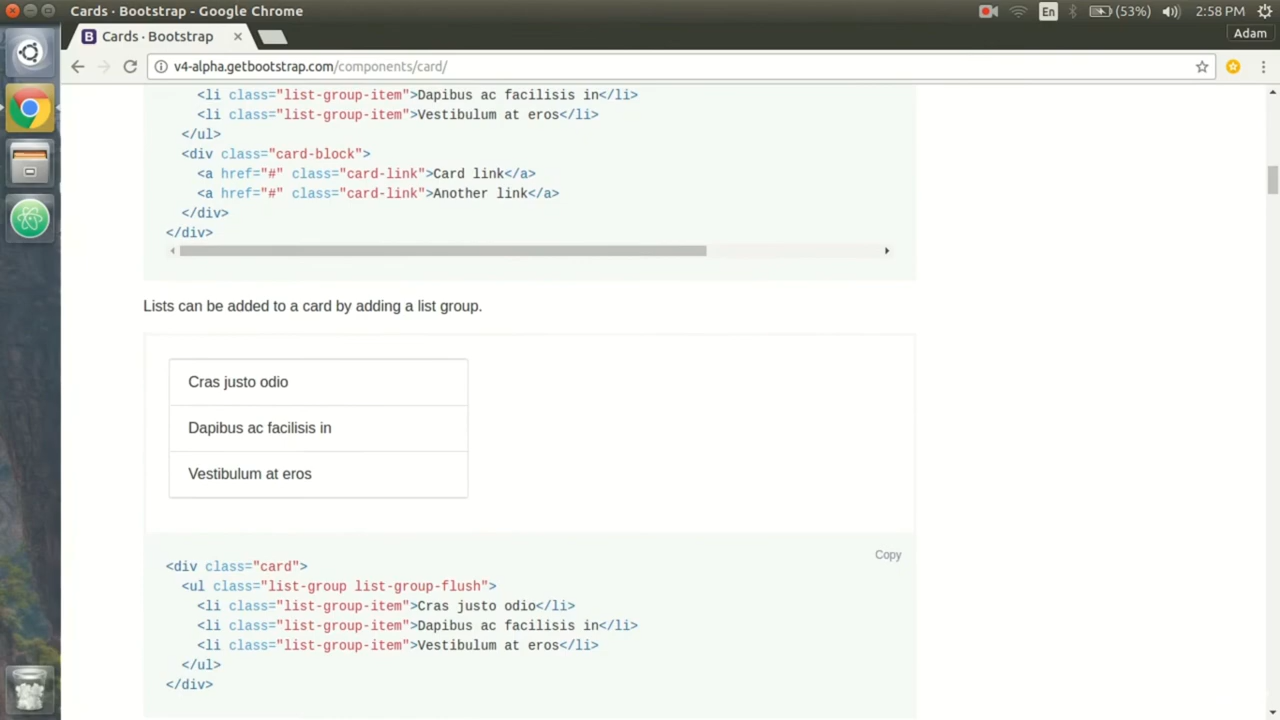 Cards · Bootstrap - Google Chrome
En
(53%)
2:58 PM
Cards · Bootstrap
Adam
v4-alpha.getbootstrap.com/components/card/
<li class="list-group-item">Dapibus ac facilisis in</li>
<li class="list-group-item">Vestibulum at eros</li>
</ul>
<div class="card-block">
<a href="#" class="card-link">Card link</a>
<a href="#" class="card-link">Another link</a>
</div>
</div>
Lists can be added to a card by adding a list group.
Cras justo odio
Dapibus ac facilisis in
Vestibulum at eros
Copy
<div class="card">
<ul class="list-group list-group-flush">
<li class="list-group-item">Cras justo odio</li>
<li class="list-group-item">Dapibus ac facilisis in</li>
<li class="list-group-item">Vestibulum at eros</li>
</ul>
</div>